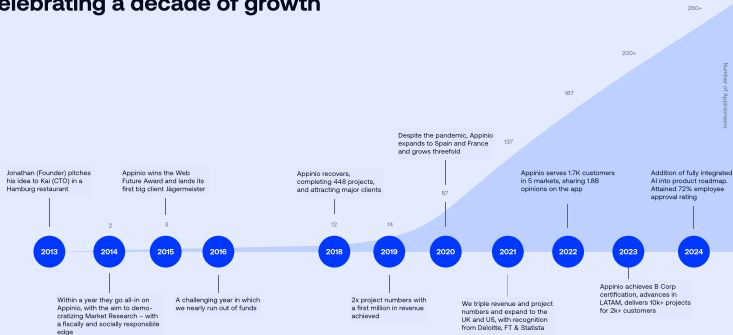 elebrating a decade of growth
260+
200+
Number of Appinioneers
167
137
Despite the pandemic, Appinio
expands to Spain and France
and grows threefold
57
Jonathan (Founder) pitches
his idea to Kai (CTO) in a
Hamburg restaurant
Appinio wins the Web
Future Award and lands its
first big client Jägermeister
Appinio recovers,
completing 448 projects,
and attracting major clients
Appinio serves 1.7K customers
in 5 markets, sharing 1.8B
opinions on the app
Addition of fully integrated
AI into product roadmap.
Attained 72% employee
approval rating
2
3
12
14
2013
2014
2015
2016
2018
2019
2020
2021
2022
2023
2024
Within a year they go all-in on
Appinio, with the aim to demo-
cratizing Market Research – with
a fiscally and socially responsible
edge
A challenging year in which
we nearly run out of funds
2x project numbers with
a first million in revenue
achieved
We triple revenue and project
numbers and expand to the
UK and US, with recognition
from Deloitte, FT & Statista
Appinio achieves B Corp
certification, advances in
LATAM, delivers 10k+ projects
for 2k+ customers